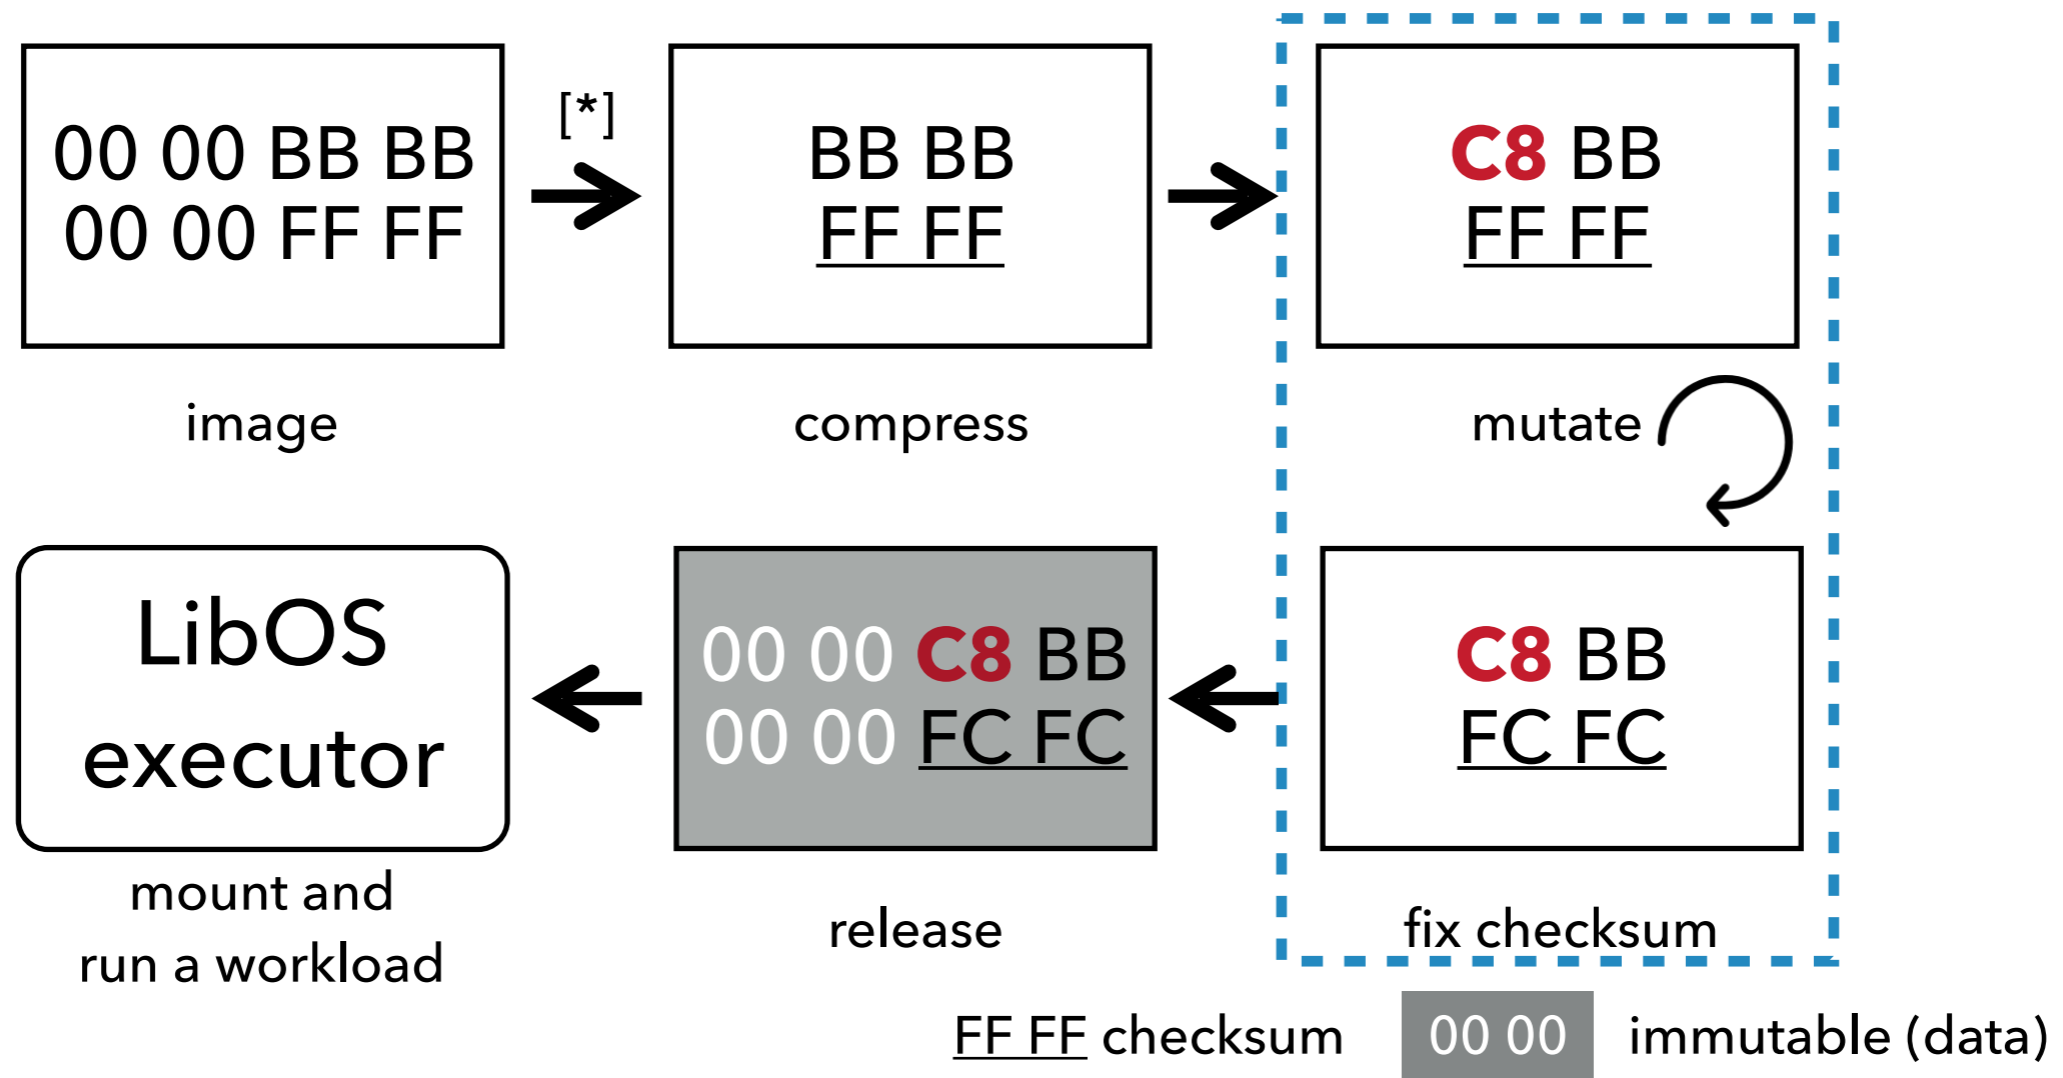 00 00 BB BB
00 00 FF FF
image
[*]
BB BB
FF FF
compress
C8 BB
FF FF
mutate
C8 BB
FC FC
fix checksum
00 00 C8 BB
00 00 FC FC
release
LibOS
executor
mount and
run a workload
FF FF checksum
00 00 immutable (data)